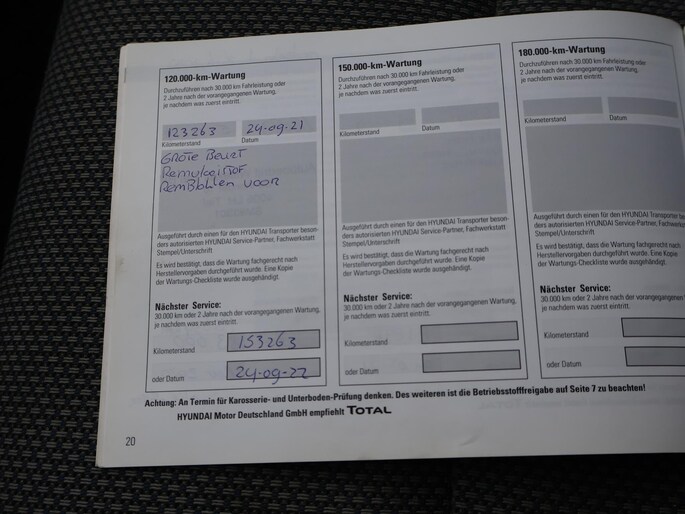 120.000-km-Wartung
Durchzuführen nach 30.000 km Fahrleistung oder
2 Jahre nach der vorangegangenen Wartung,
je nachdem was zuerst eintritt.
123263 24-09-21
Kilometerstand Datum
GROTE BEURT
Remvloeistof
RemBlokken VOOR
Ausgeführt durch einen für den HYUNDAI Transporter beson-
ders autorisierten HYUNDAI Service-Partner, Fachwerkstatt
Stempel/Unterschrift
Es wird bestätigt, dass die Wartung fachgerecht nach
Herstellervorgaben durchgeführt wurde. Eine Kopie
der Wartungs-Checkliste wurde ausgehändigt.
Nächster Service:
30.000 km oder 2 Jahre nach der vorangegangenen Wartung,
je nachdem was zuerst eintritt.
Kilometerstand 153263
oder Datum 24-09-22
150.000-km-Wartung
Durchzuführen nach 30.000 km Fahrleistung oder
2 Jahre nach der vorangegangenen Wartung,
je nachdem was zuerst eintritt.
Kilometerstand Datum
Ausgeführt durch einen für den HYUNDAI Transporter beson-
ders autorisierten HYUNDAI Service-Partner, Fachwerkstatt
Stempel/Unterschrift
Es wird bestätigt, dass die Wartung fachgerecht nach
Herstellervorgaben durchgeführt wurde. Eine Kopie
der Wartungs-Checkliste wurde ausgehändigt.
Nächster Service:
30.000 km oder 2 Jahre nach der vorangegangenen Wartung,
je nachdem was zuerst eintritt.
Kilometerstand
oder Datum
180.000-km-Wartung
Durchzuführen nach 30.000 km Fahrleistung oder
2 Jahre nach der vorangegangenen Wartung,
je nachdem was zuerst eintritt.
Kilometerstand Datum
Ausgeführt durch einen für den HYUNDAI Transporter
ders autorisierten HYUNDAI Service-Partner,
Stempel/Unterschrift
Es wird bestätigt, dass die Wartung fachgerecht
Herstellervorgaben durchgeführt wurde. Eine
der Wartungs-Checkliste wurde ausgehändigt.
Nächster Service:
30.000 km oder 2 Jahre nach der vorangegangenen
je nachdem was zuerst eintritt.
Kilometerstand
oder Datum
Achtung: An Termin für Karosserie- und Unterboden-Prüfung denken. Des weiteren ist die Betriebsstofffreigabe auf Seite 7 zu beachten!
HYUNDAI Motor Deutschland GmbH empfiehlt TOTAL
20